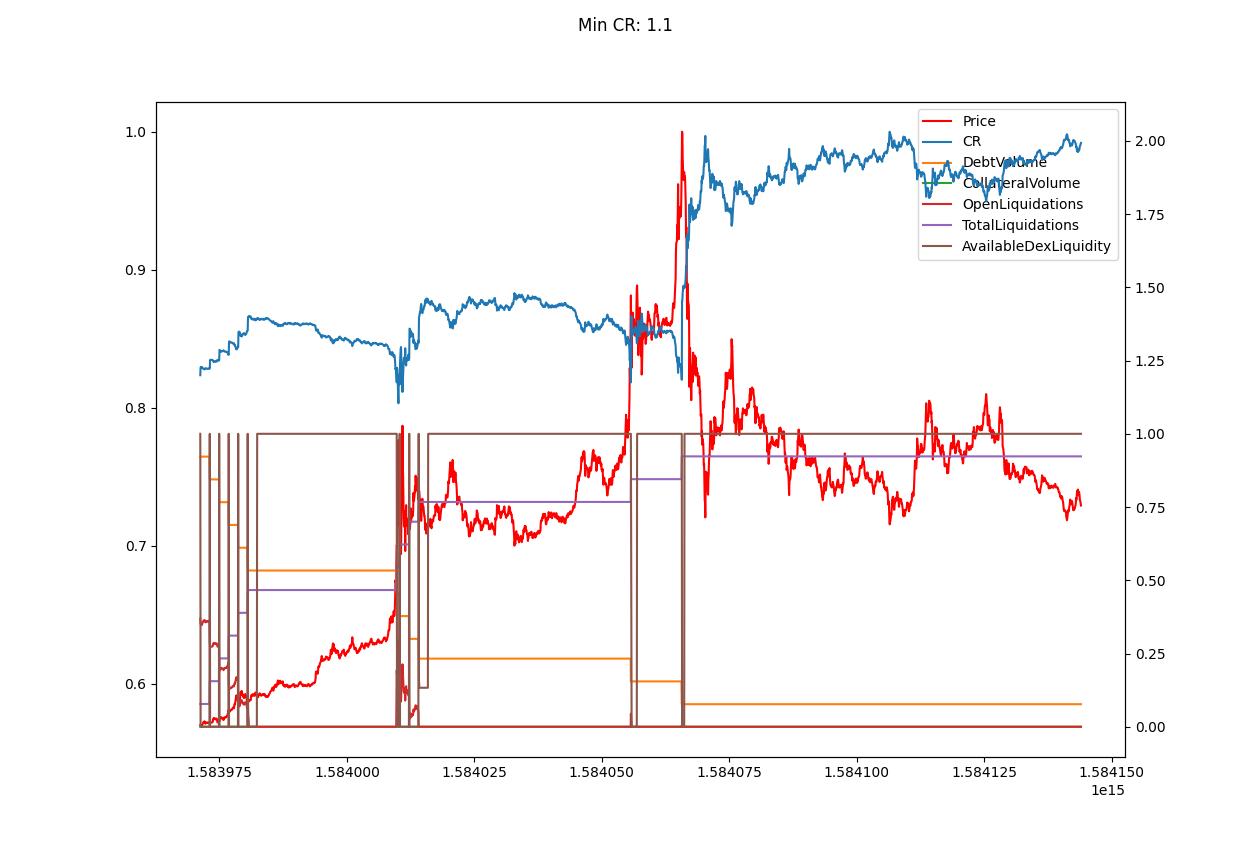 Min CR: 1.1
1.0
0.9
0.8
0.7
0.6
2.00
1.75
1.50
1.25
1.00
0.75
0.50
0.25
0.00
Price
CR
DebtVolume
CollateralVolume
OpenLiquidations
TotalLiquidations
AvailableDexLiquidity
1.583975 1.584000 1.584025 1.584050 1.584075 1.584100 1.584125 1.584150
1e15